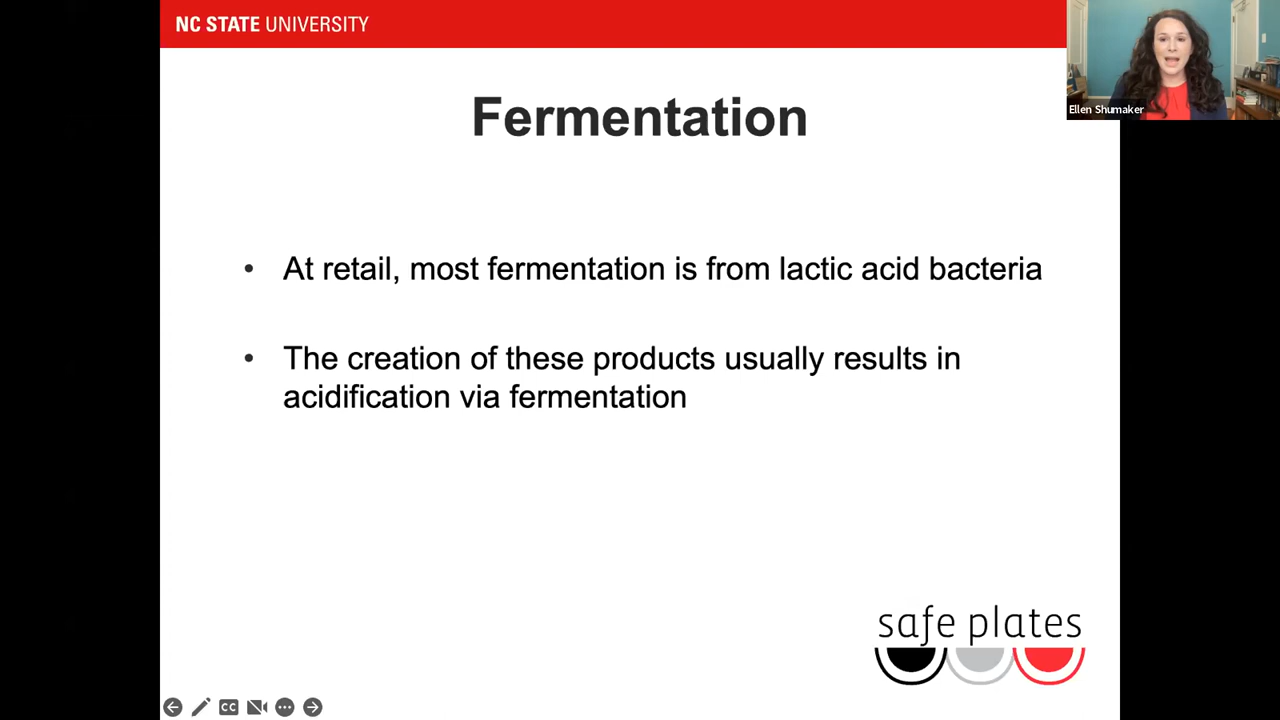 NC STATE UNIVERSITY
Ellen Shumaker
Fermentation
• At retail, most fermentation is from lactic acid bacteria
• The creation of these products usually results in
acidification via fermentation
safe plates
CC